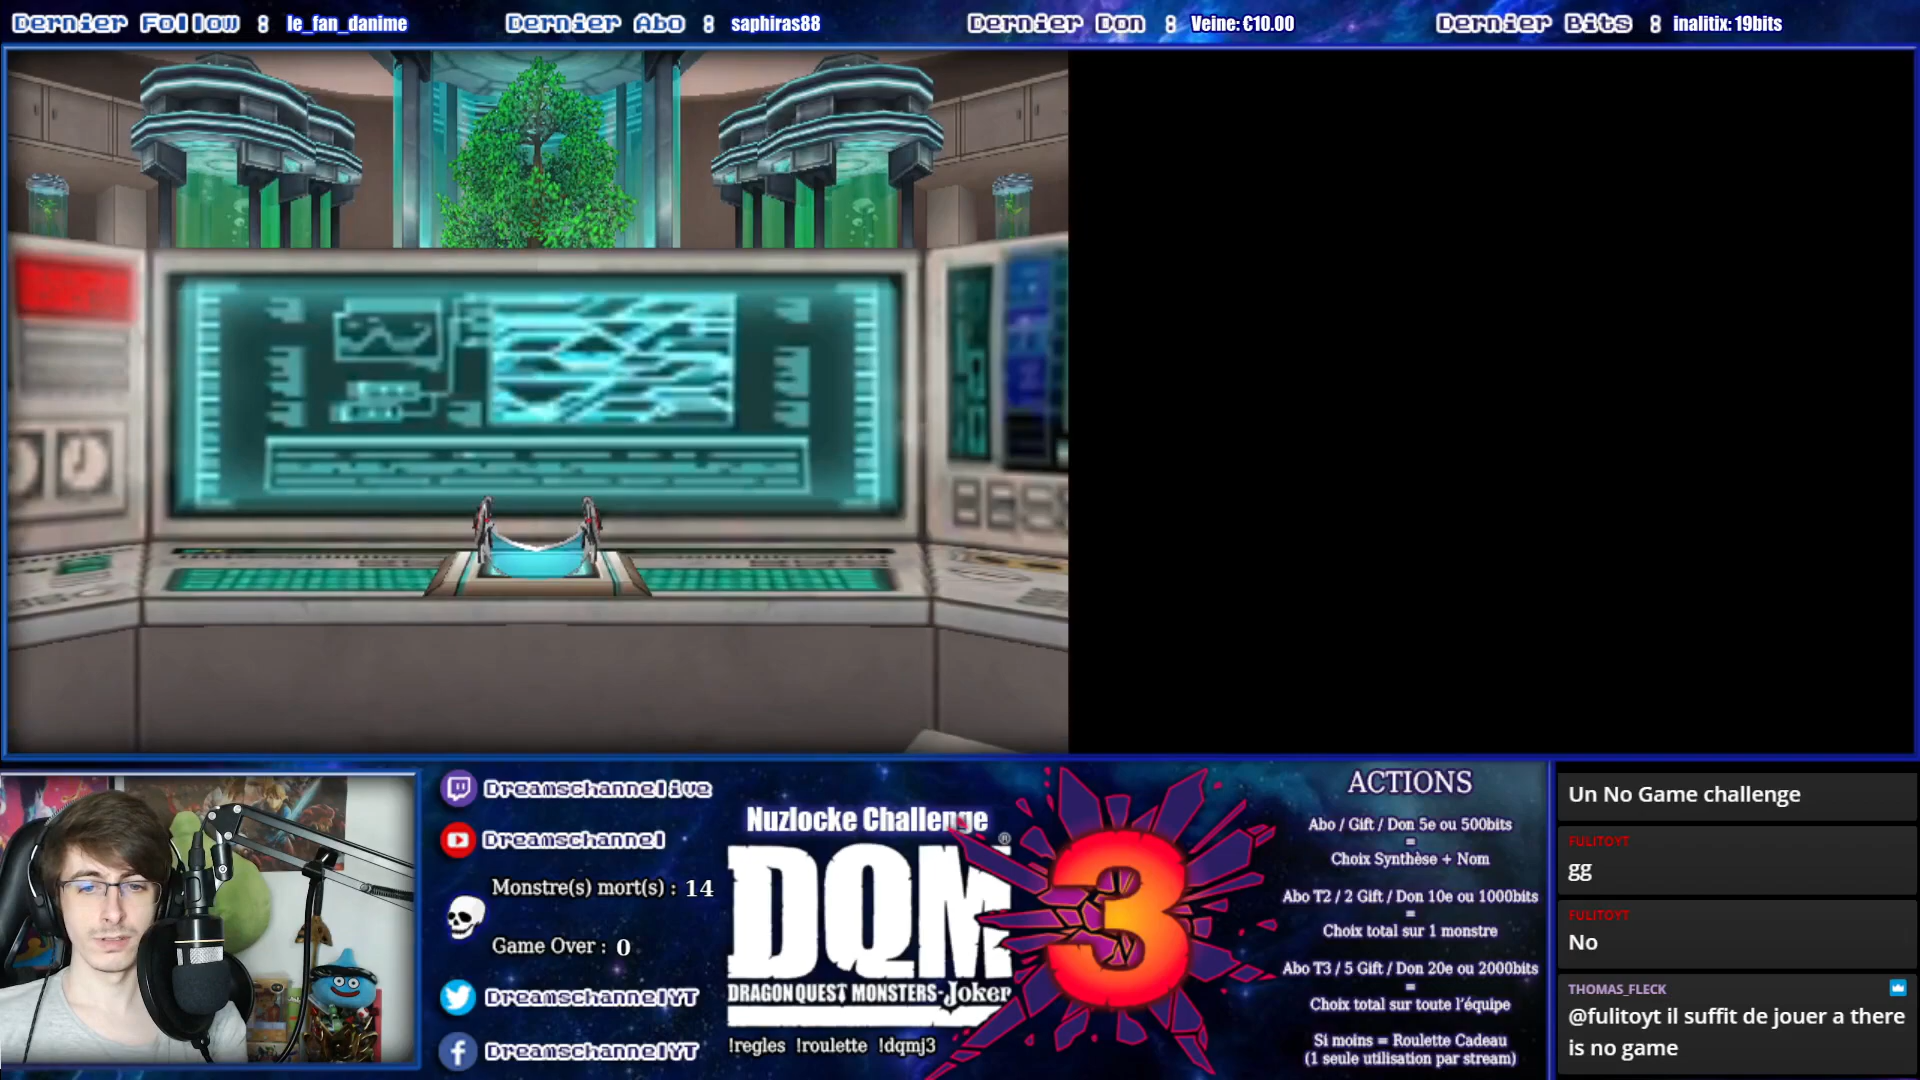 Dernier Follow : le_fan_danime
Dernier Abo : saphiras88
Dernier Don : Veine: €10.00
Dernier Bits : inalitix: 19bits
Dreamschannelive
Dreamschannel
Monstre(s) mort(s) : 14
Game Over : 0
DreamschannelYT
DreamschannelYT
Nuzlocke Challenge
DQM
®
3
DRAGON QUEST MONSTERS-Joker
!regles !roulette !dqmj3
ACTIONS
Abo / Gift / Don 5e ou 500bits
=
Choix Synthèse + Nom
Abo T2 / 2 Gift / Don 10e ou 1000bits
=
Choix total sur 1 monstre
Abo T3 / 5 Gift / Don 20e ou 2000bits
=
Choix total sur toute l'équipe
Si moins = Roulette Cadeau
(1 seule utilisation par stream)
Un No Game challenge
FULITOYT
gg
FULITOYT
No
THOMAS_FLECK
@fulitoyt il suffit de jouer a there
is no game